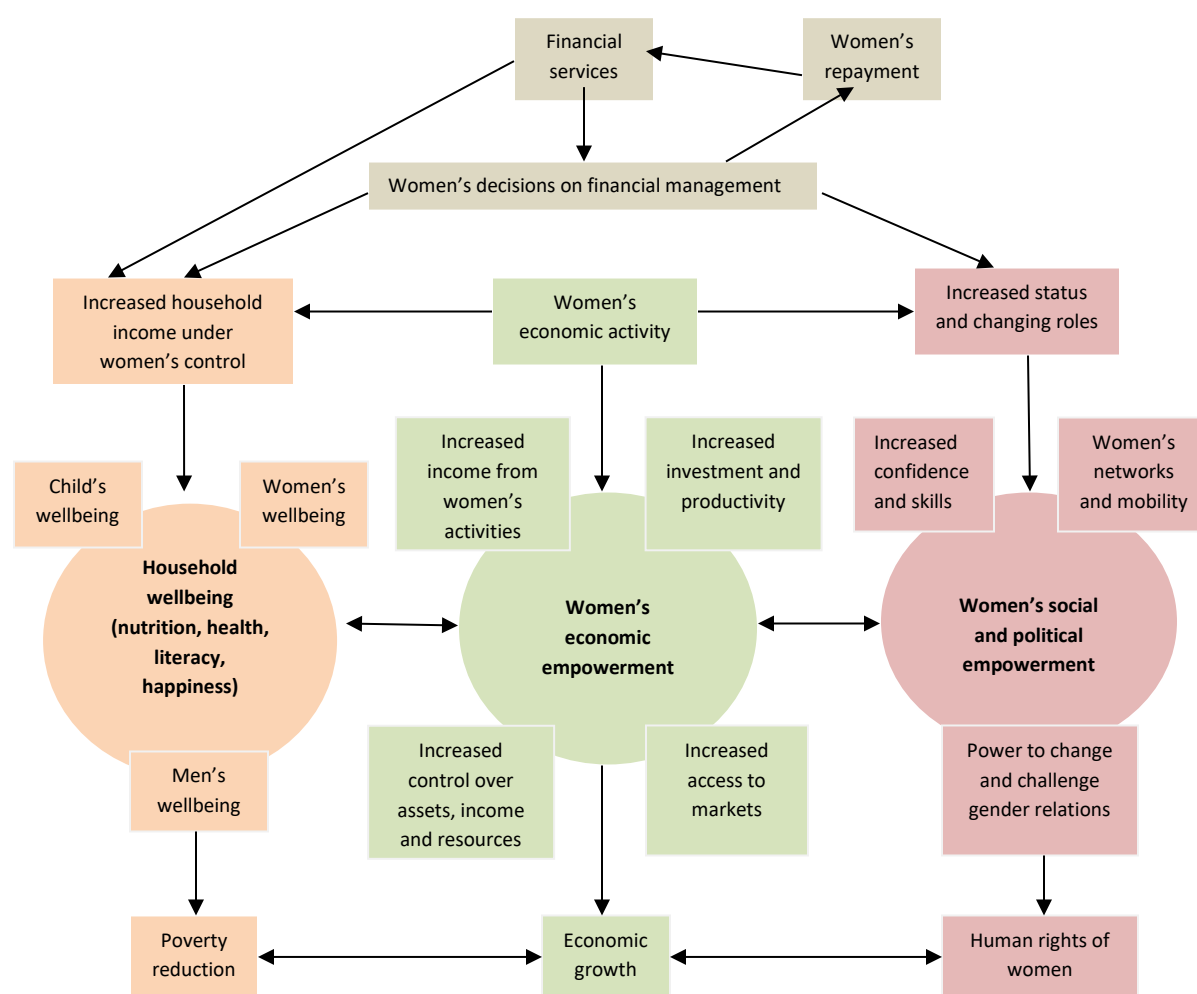 Financial
services
Women’s
repayment
Women’s decisions on financial management
Increased household
income under
women’s control
Women’s
economic activity
Increased status
and changing roles
Child’s
wellbeing
Women’s
wellbeing
Increased
income from
women’s
activities
Increased
investment and
productivity
Increased
confidence
and skills
Women’s
networks
and mobility
Household
wellbeing
(nutrition, health,
literacy,
happiness)
Women’s
economic
empowerment
Women’s social
and political
empowerment
Men’s
wellbeing
Increased
control over
assets, income
and resources
Increased
access to
markets
Power to change
and challenge
gender relations
Poverty
reduction
Economic
growth
Human rights of
women